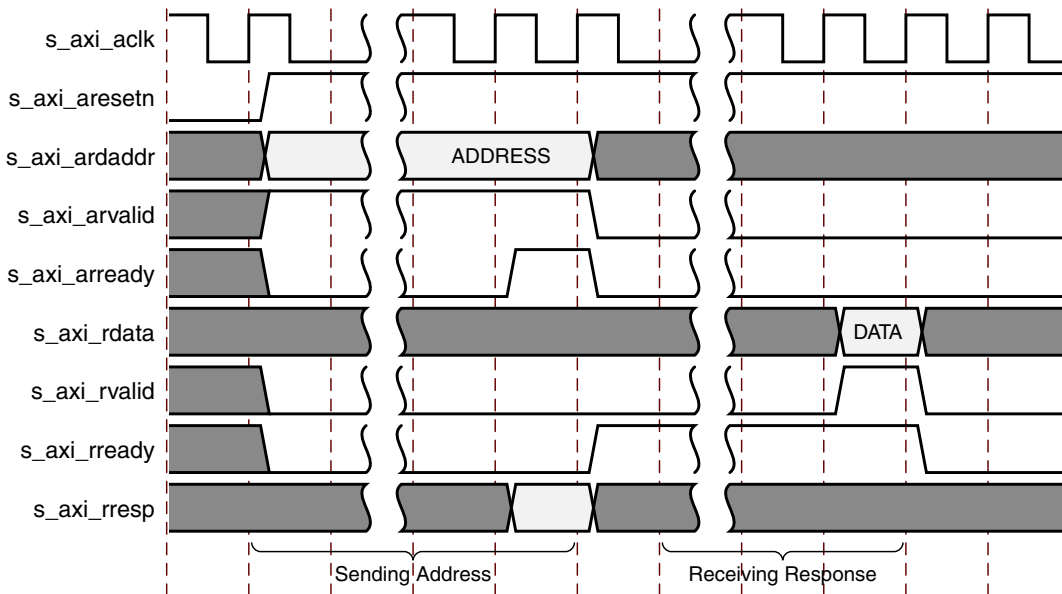 s_axi_aclk
s_axi_aresetn
s_axi_ardaddr
ADDRESS
s_axi_arvalid
s_axi_arready
s_axi_rdata
DATA
s_axi_rvalid
s_axi_rready
s_axi_rresp
Sending Address
Receiving Response